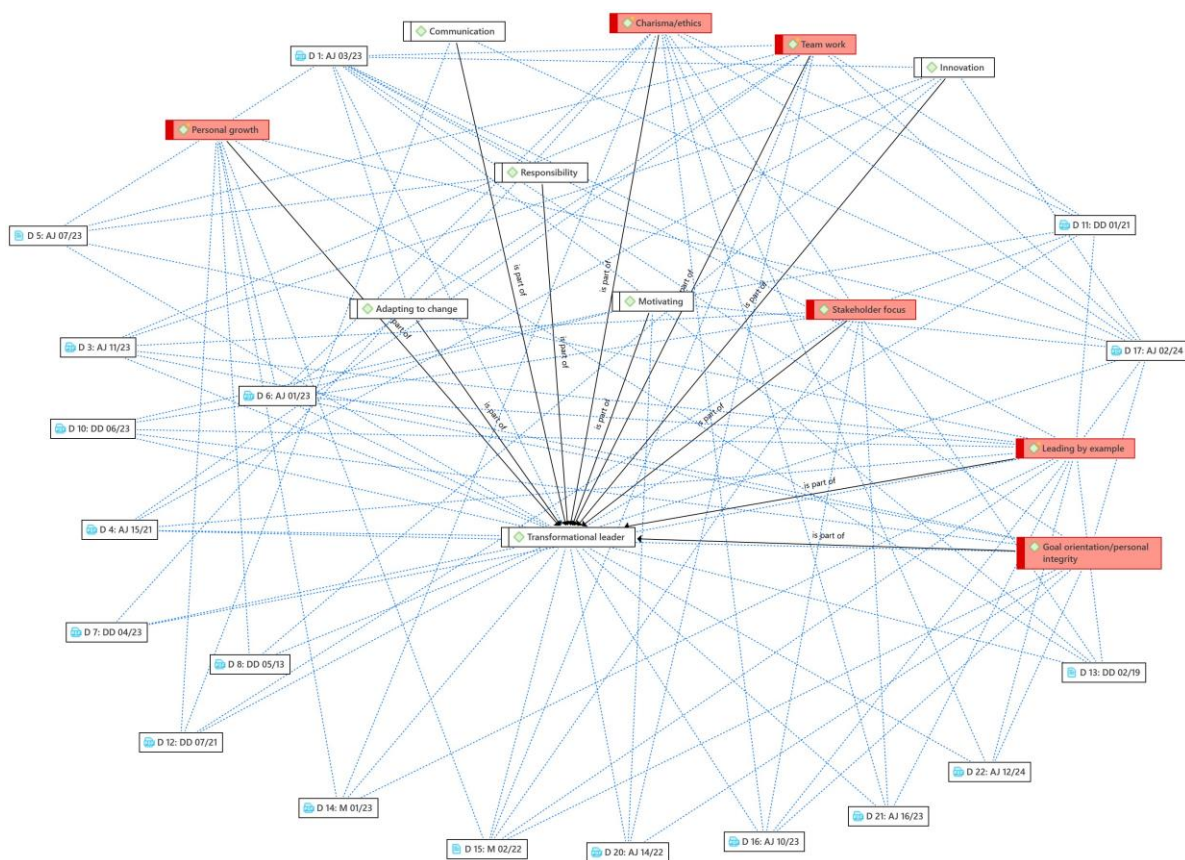 Charisma/ethics
Communication
Team work
D 1: AJ 03/23
Innovation
Personal growth
Responsibility
D 11: DD 01/21
D 5: AJ 07/23
is part of
is part of
is part of
Adapting to change
Motivating
Stakeholder focus
is part of
part of
is part of
D 3: AJ 11/23
D 17: AJ 02/24
D 6: AJ 01/23
is part of
is part of
is part of
D 10: DD 06/23
Leading by example
is part of
D 4: AJ 15/21
Transformational leader
is part of
Goal orientation/personal
integrity
D 7: DD 04/23
D 8: DD 05/13
D 13: DD 02/19
D 12: DD 07/21
D 22: AJ 12/24
D 14: M 01/23
D 21: AJ 16/23
D 16: AJ 10/23
D 15: M 02/22
D 20: AJ 14/22